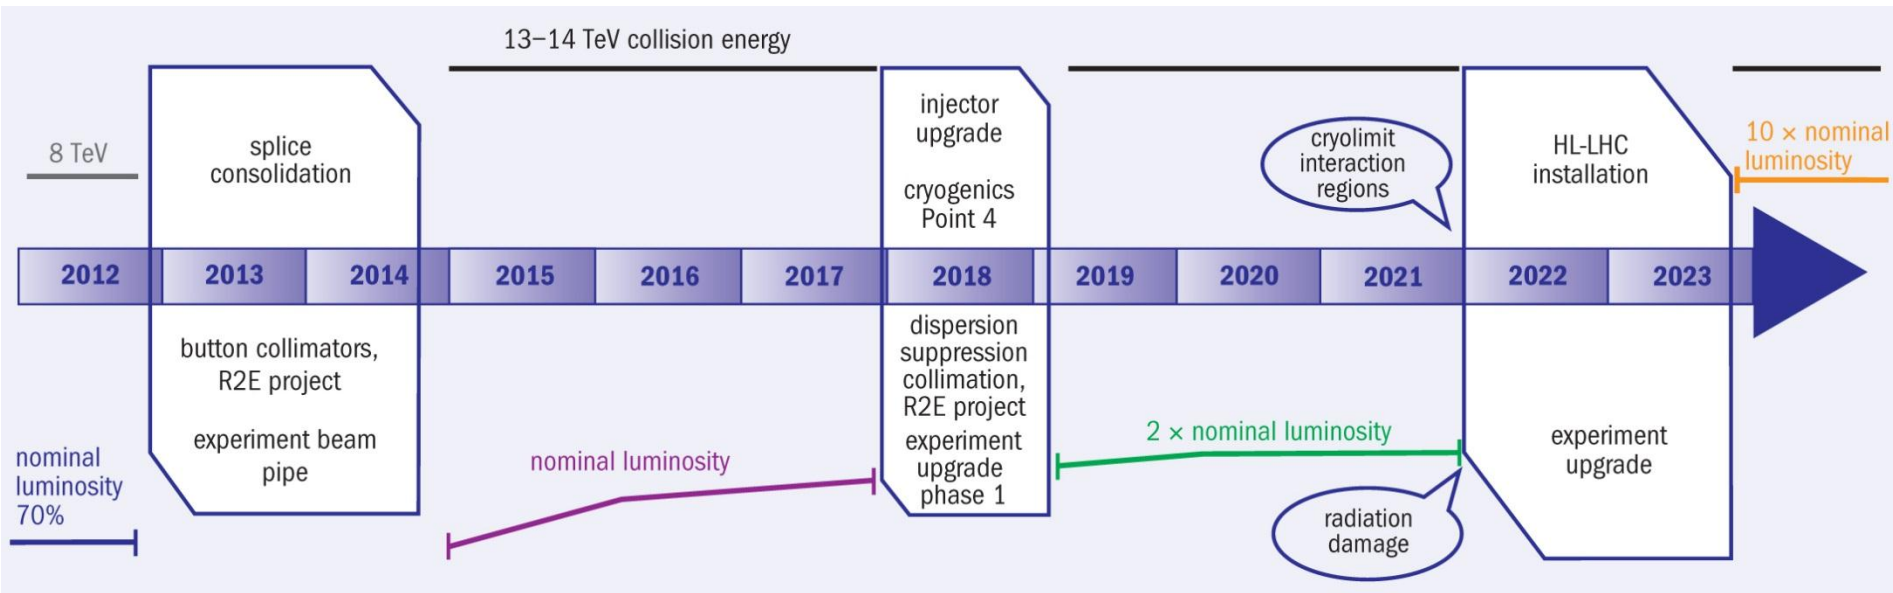 13–14 TeV collision energy
8 TeV
splice
consolidation
injector
upgrade
cryogenics
Point 4
cryolimit
interaction
regions
HL-LHC
installation
10 × nominal
luminosity
2012 2013 2014 2015 2016 2017 2018 2019 2020 2021 2022 2023
nominal
luminosity
70%
button collimators,
R2E project
experiment beam
pipe
nominal luminosity
dispersion
suppression
collimation,
R2E project
experiment
upgrade
phase 1
2 × nominal luminosity
radiation
damage
experiment
upgrade